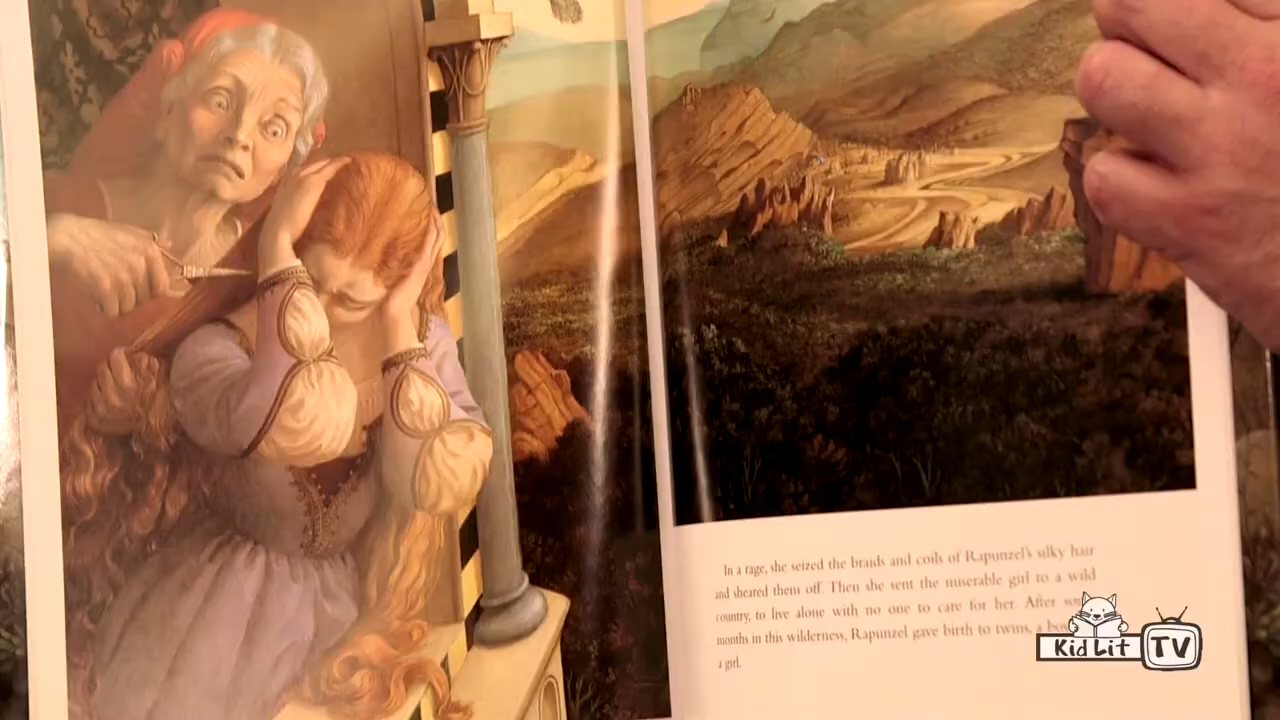 In a rage, she seized the braids and coils of Rapunzel's silky hair
and sheared them off. Then she sent the miserable girl to a wild
country, to live alone with no one to care for her. After
months in this wilderness, Rapunzel gave birth to twins, a
a girl.
Kid Lit TV